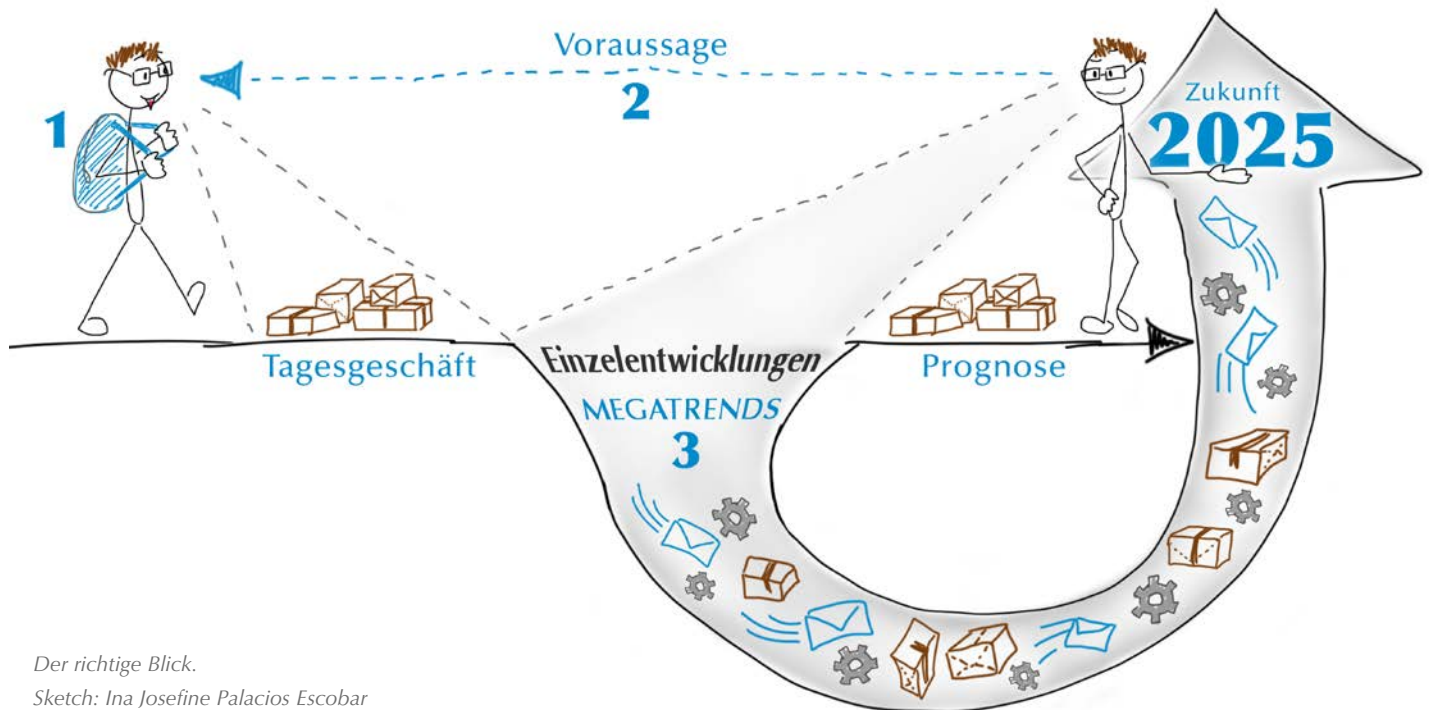 Voraussage
2
1
Zukunft
2025
Tagesgeschäft
Einzelentwicklungen
MEGATRENDS
3
Prognose
Der richtige Blick.
Sketch: Ina Josefine Palacios Escobar